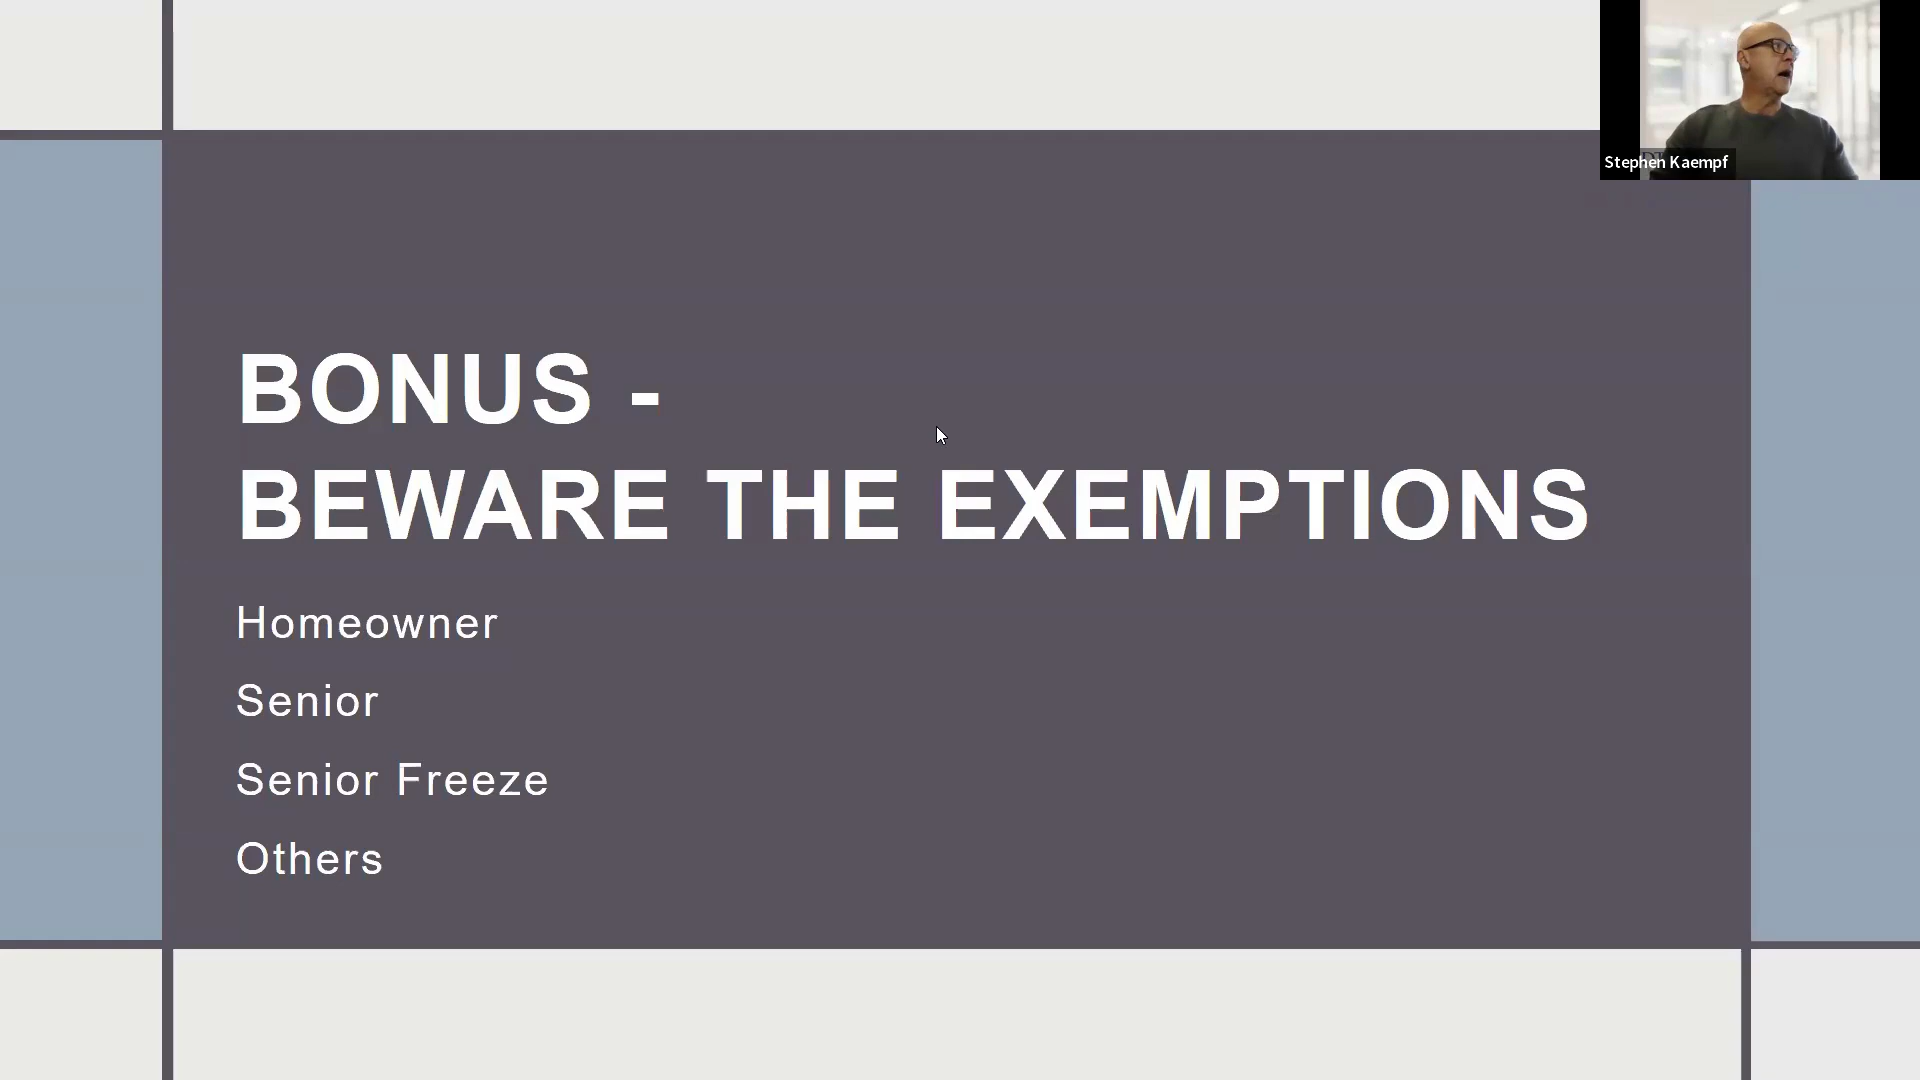 BONUS -
BEWARE THE EXEMPTIONS
Homeowner
Senior
Senior Freeze
Others
Stephen Kaempf